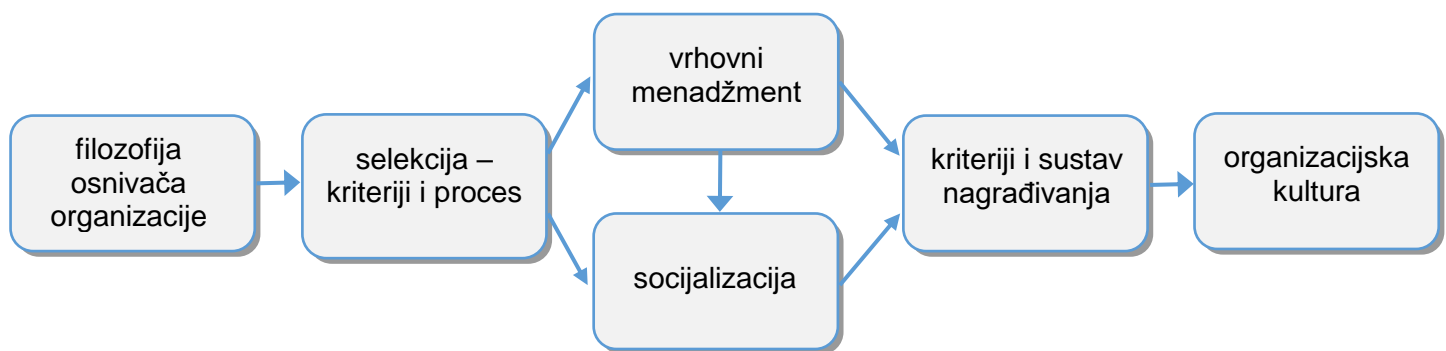 filozofija
osnivača
organizacije
selekcija –
kriteriji i proces
vrhovni
menadžment
socijalizacija
kriteriji i sustav
nagrađivanja
organizacijska
kultura